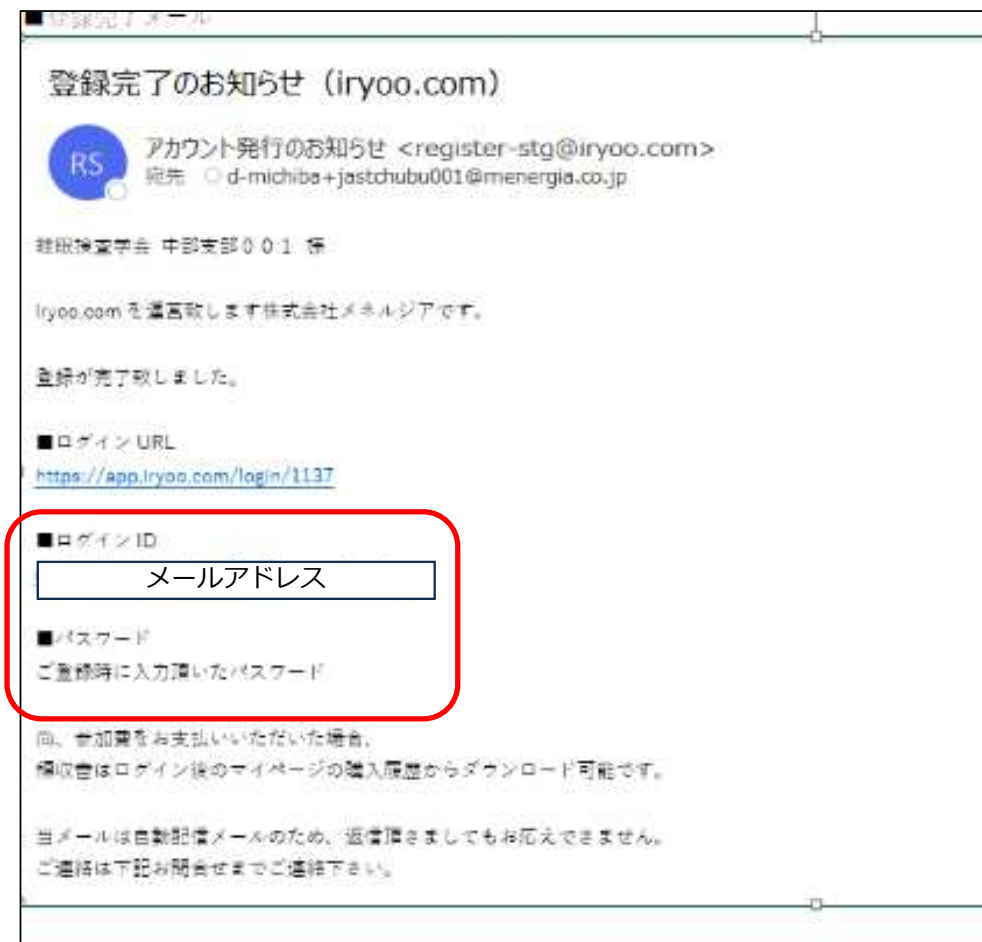 ■登録完了メール
登録完了のお知らせ（iryoo.com）
RS
アカウント発行のお知らせ <register-stg@iryoo.com>
宛先 d-michiba+jastchubu001@menergia.co.jp
睡眠検査学会 中部支部００１ 様
iryoo.com を運営致します株式会社メネルジアです。
登録が完了致しました。
■ログイン URL
https://app.iryoo.com/login/1137
■ログイン ID
メールアドレス
■パスワード
ご登録時に入力頂いたパスワード
尚、参加費をお支払いいただいた場合、
領収書はログイン後のマイページの購入履歴からダウンロード可能です。
当メールは自動配信メールのため、返信頂きましてもお応えできません。
ご連絡は下記お問合せまでご連絡下さい。